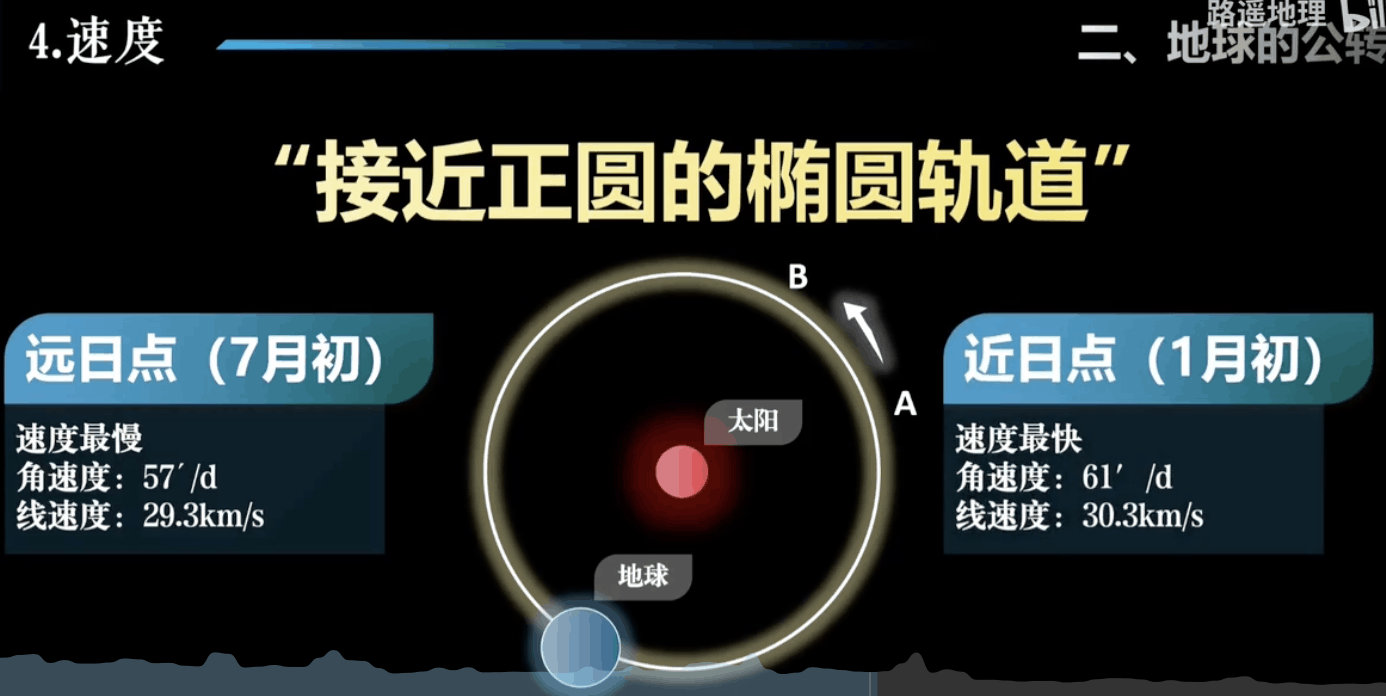 4.速度
路遥地理
二、地球的公转
“接近正圆的椭圆轨道”
B
远日点（7月初）
近日点（1月初）
A
太阳
速度最慢
角速度：57′/d
线速度：29.3km/s
速度最快
角速度：61′ /d
线速度：30.3km/s
地球